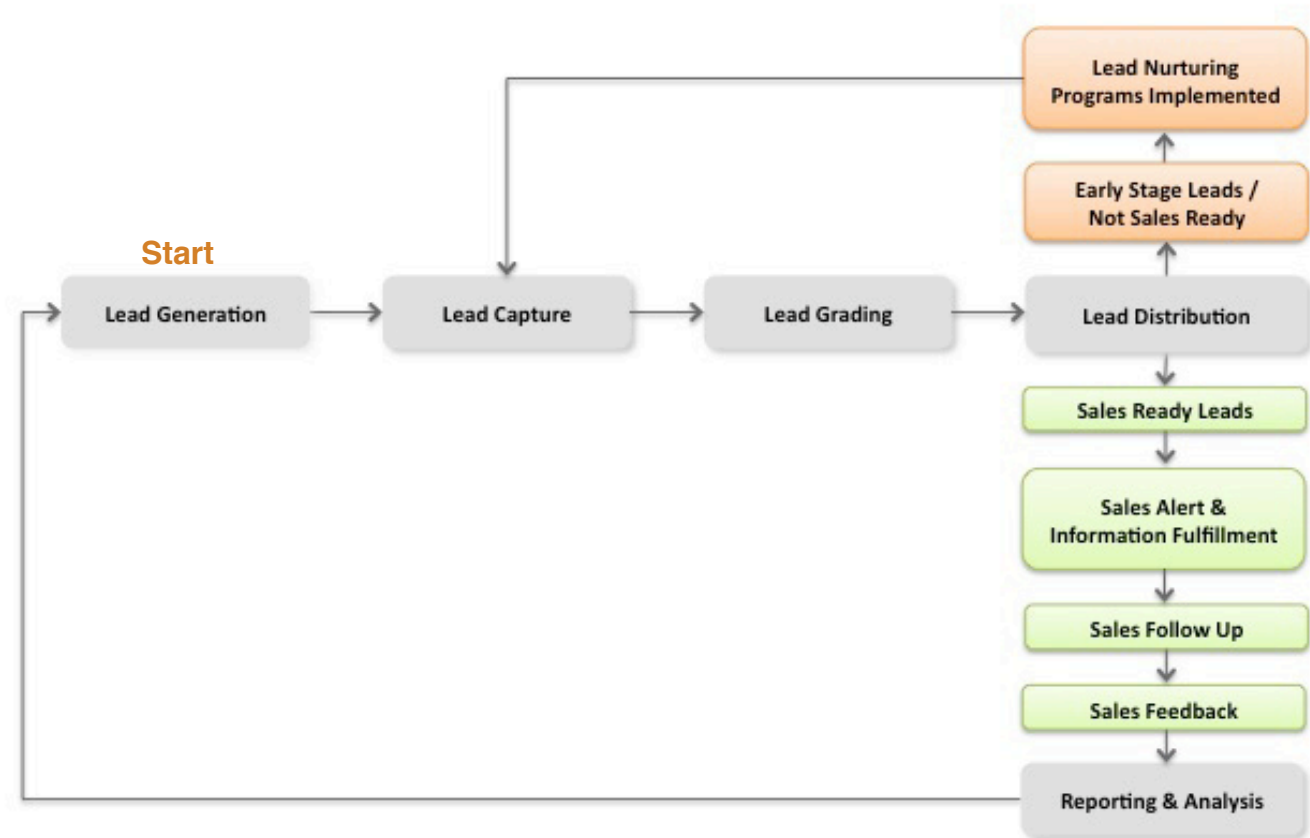 Lead Nurturing
Programs Implemented
Early Stage Leads /
Not Sales Ready
Start
Lead Generation
Lead Capture
Lead Grading
Lead Distribution
Sales Ready Leads
Sales Alert &
Information Fulfillment
Sales Follow Up
Sales Feedback
Reporting & Analysis